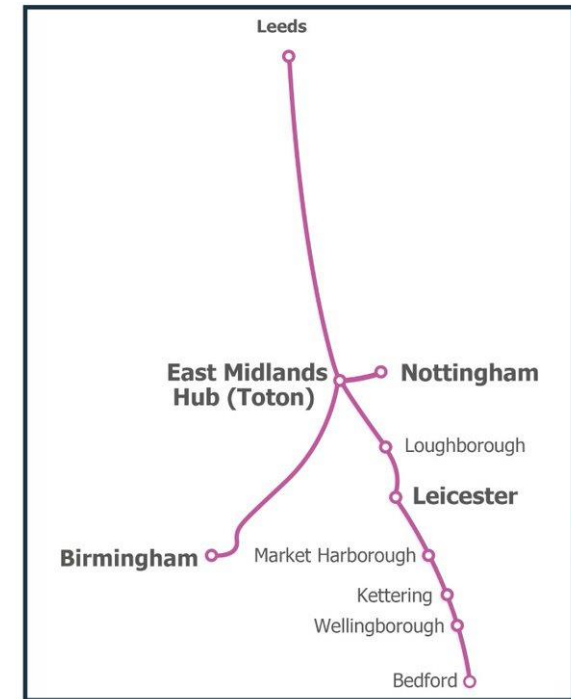 Leeds
East Midlands
Hub (Toton)
Nottingham
Loughborough
Leicester
Birmingham
Market Harborough
Kettering
Wellingborough
Bedford